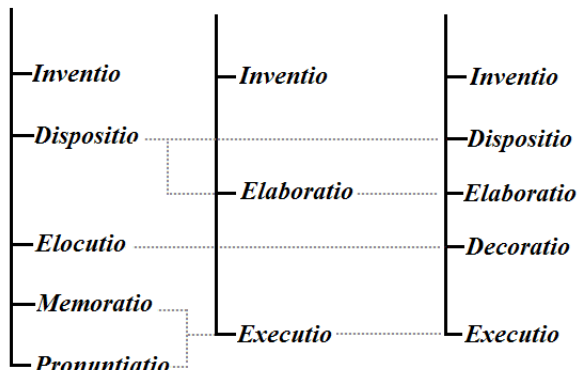 Inventio
Dispositio
Elocutio
Memoratio
Pronuntiatio
Inventio
Elaboratio
Executio
Inventio
Dispositio
Elaboratio
Decoratio
Executio